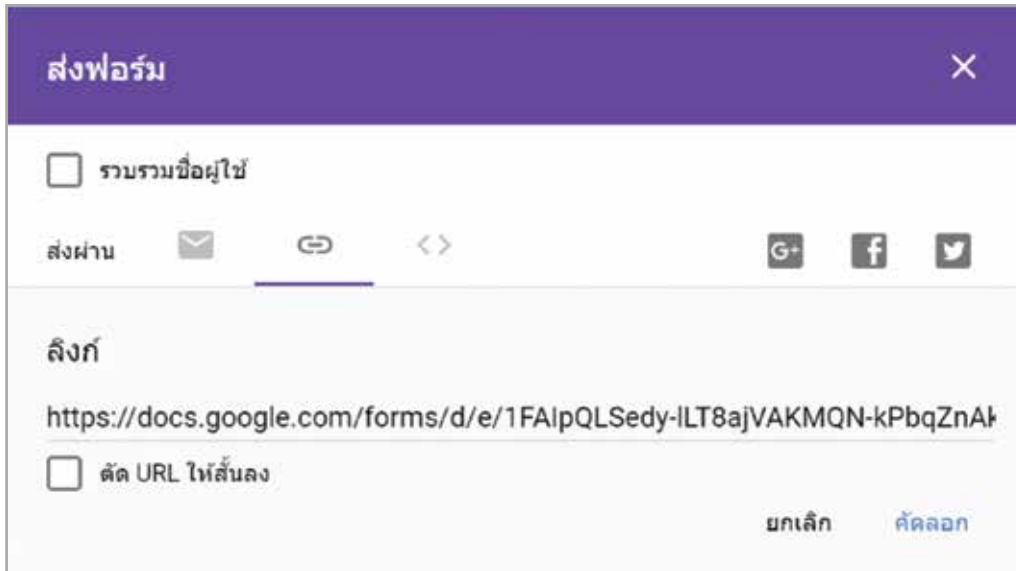 ส่งฟอร์ม
รวบรวมชื่อผู้ใช้
ส่งผ่าน
G+
ลิงก์
https://docs.google.com/forms/d/e/1FAIpQLSedy-lLT8ajVAKMQN-kPbqZnAk
ตัด URL ให้สั้นลง
ยกเลิก คัดลอก